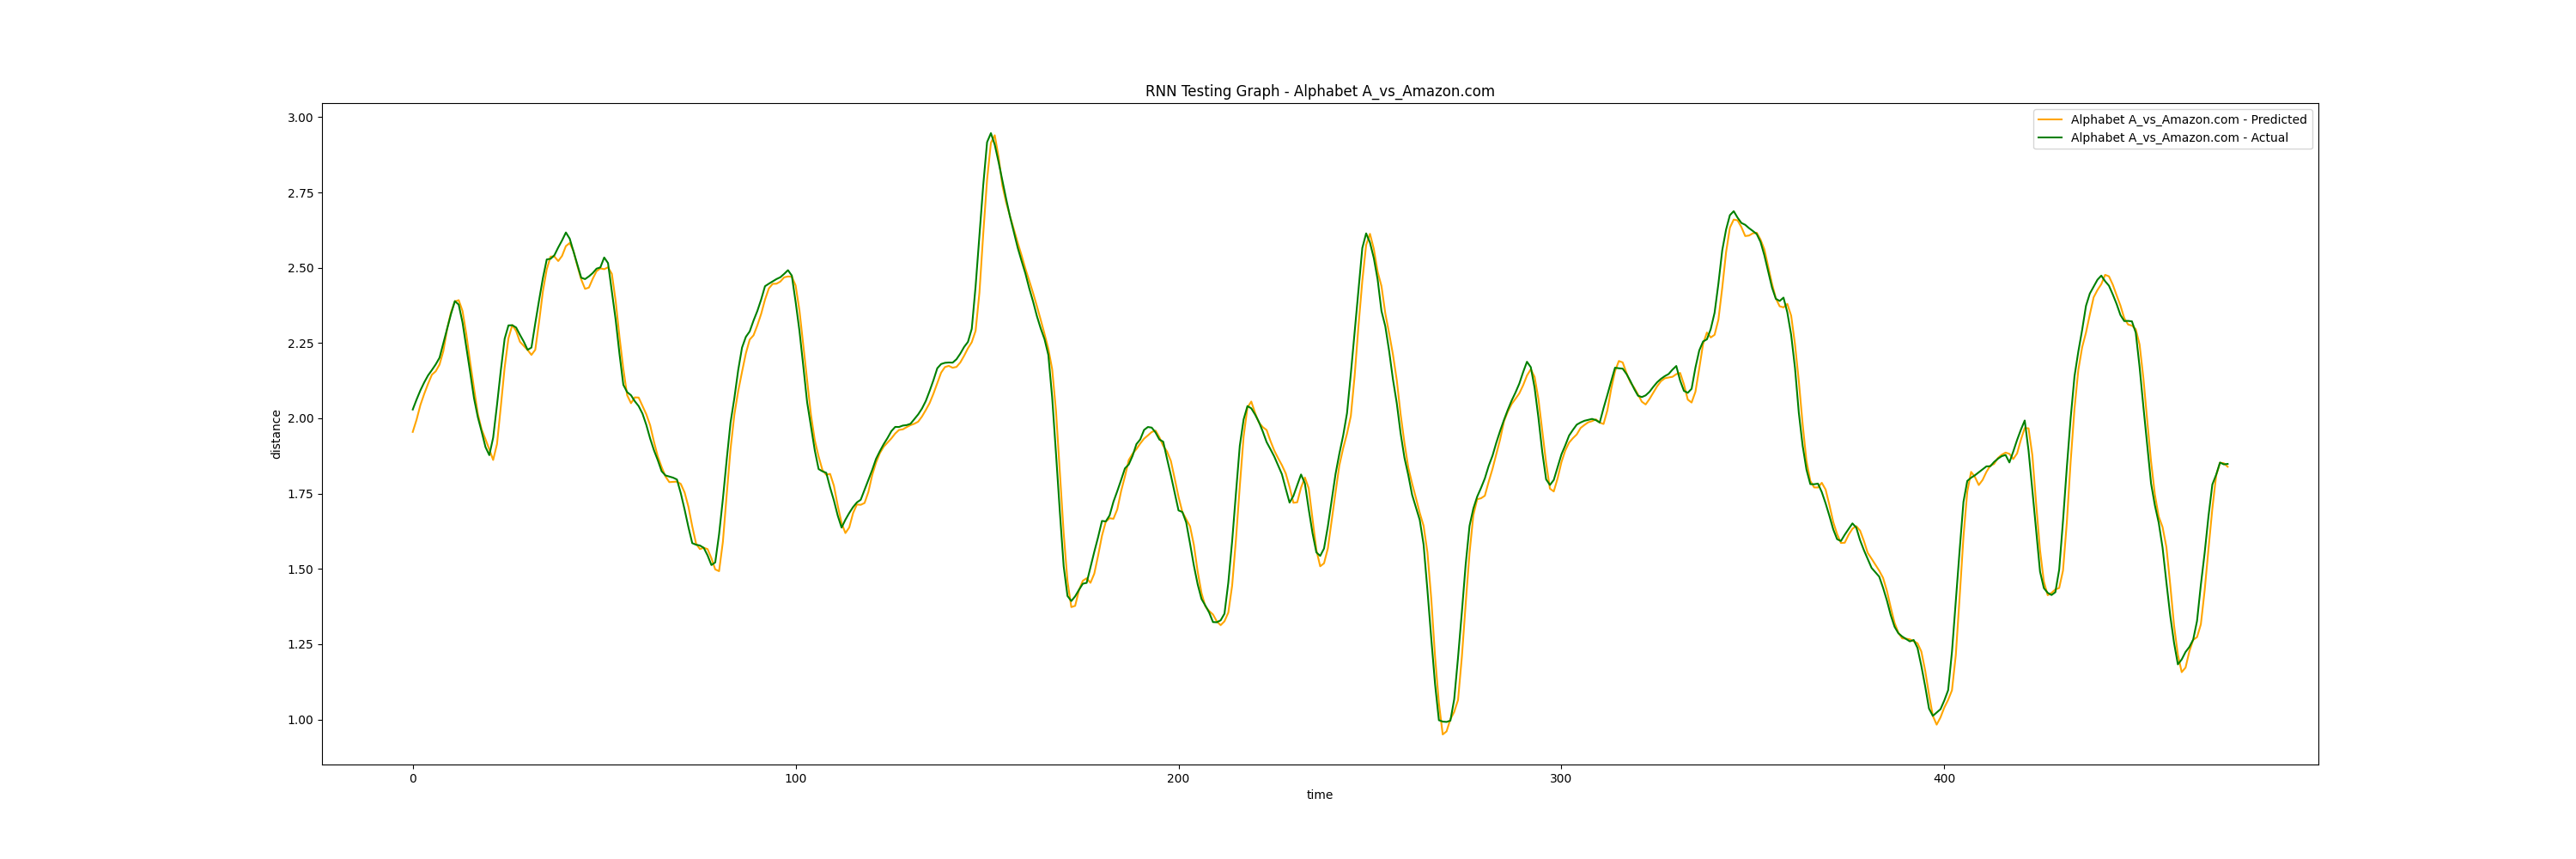 RNN Testing Graph - Alphabet A_vs_Amazon.com
Alphabet A_vs_Amazon.com - Predicted
Alphabet A_vs_Amazon.com - Actual
3.00
2.75
2.50
2.25
2.00
1.75
1.50
1.25
1.00
distance
0 100 200 300 400
time